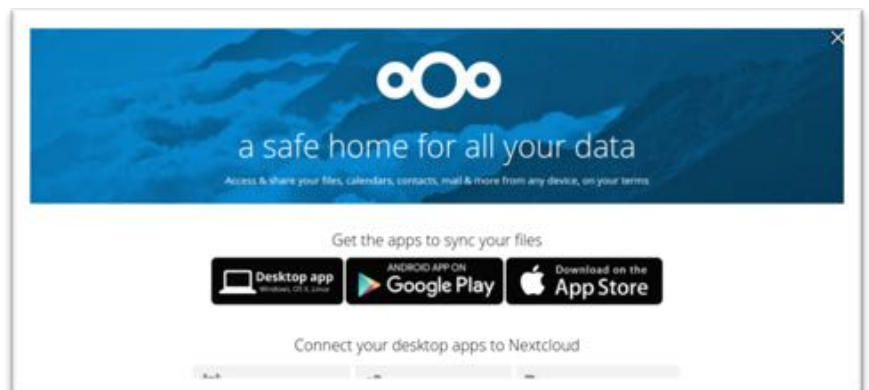 a safe home for all your data
Access & share your files, calendars, contacts, mail & more from any device, on your terms
Get the apps to sync your files
Desktop app
Windows, OS X, Linux
ANDROID APP ON
Google Play
Download on the
App Store
Connect your desktop apps to Nextcloud